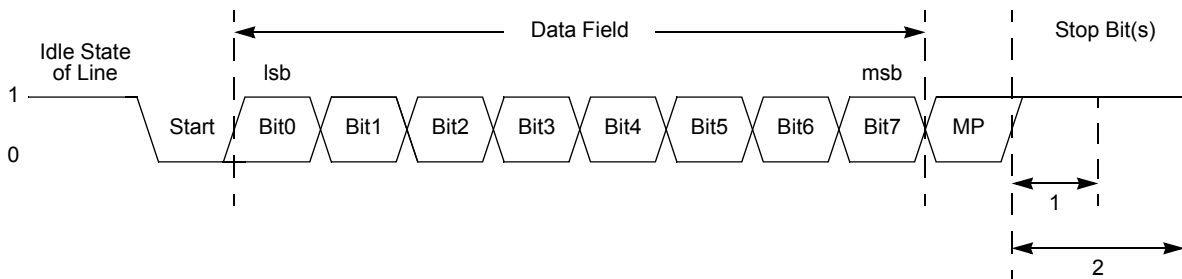 Data Field
Stop Bit(s)
Idle State
of Line
lsb
msb
1
Start
Bit0
Bit1
Bit2
Bit3
Bit4
Bit5
Bit6
Bit7
MP
0
1
2